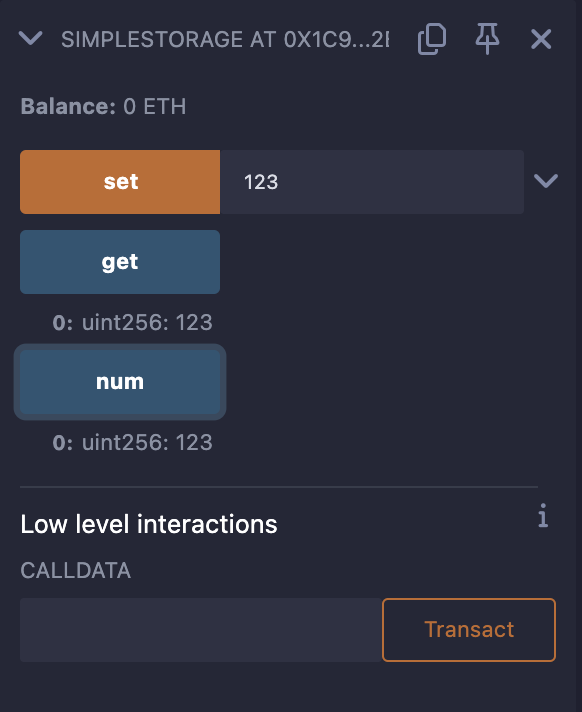 SIMPLESTORAGE AT 0X1C9...2
Balance: 0 ETH
set 123
get
0: uint256: 123
num
0: uint256: 123
Low level interactions
i
CALLDATA
Transact